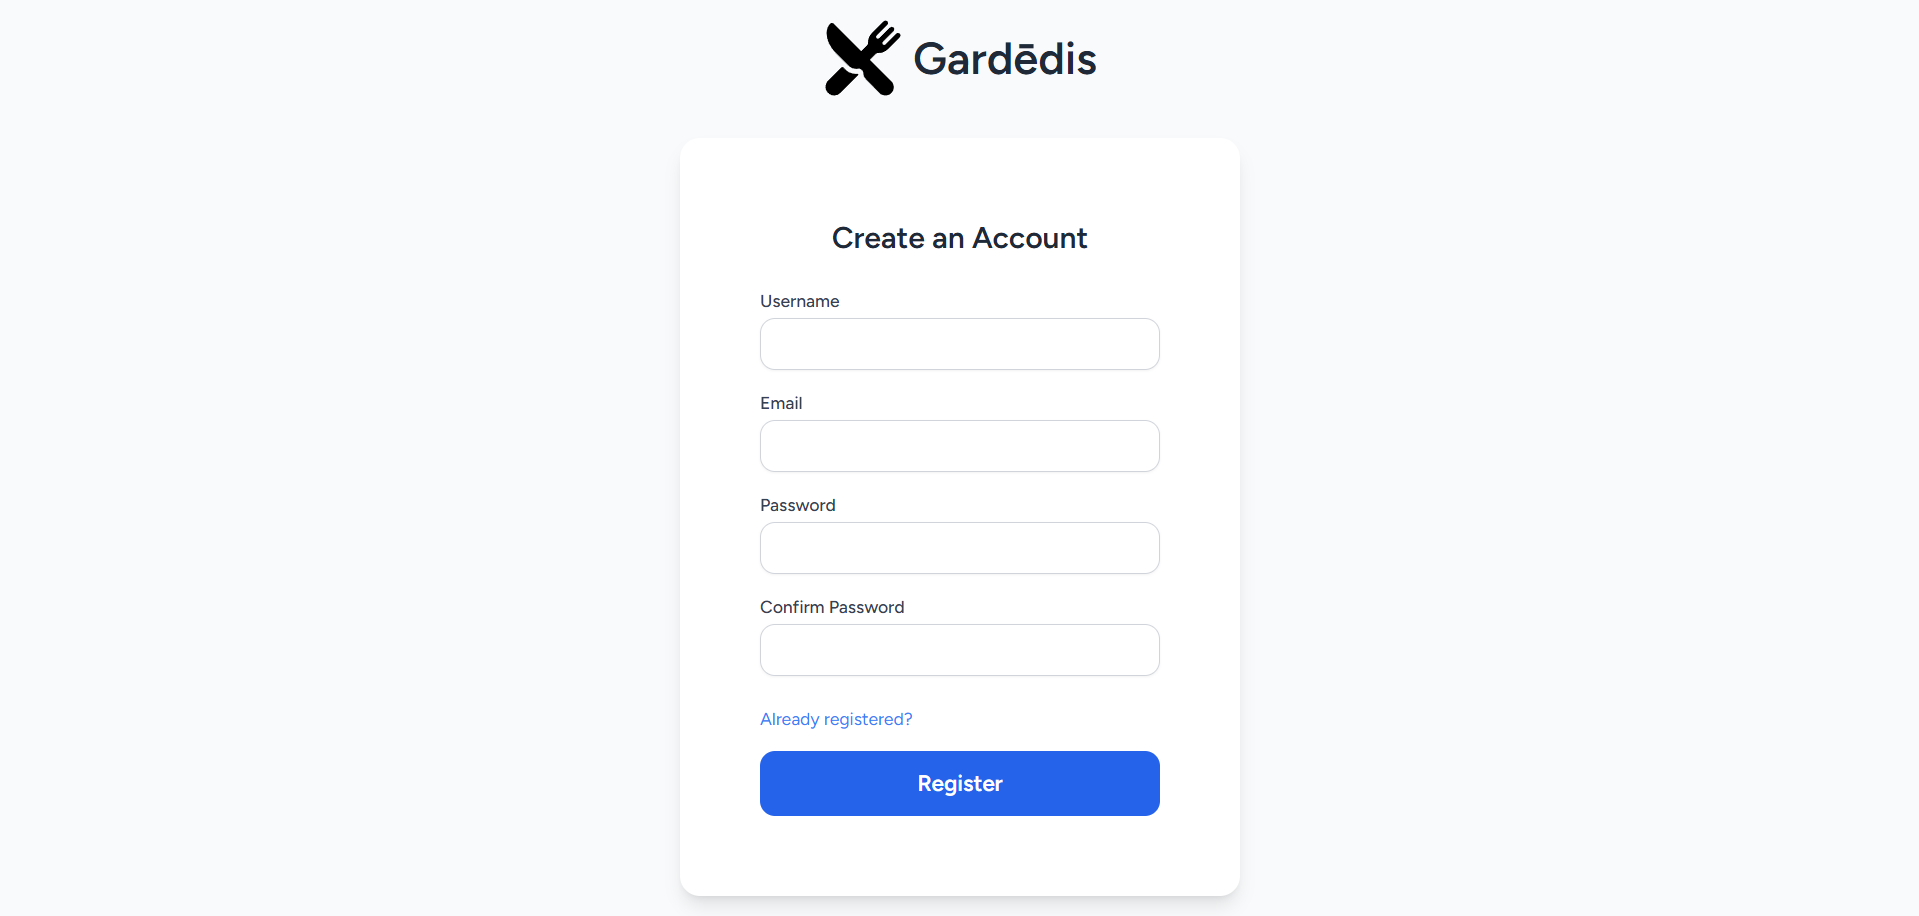 Gardēdis
Create an Account
Username
Email
Password
Confirm Password
Already registered?
Register